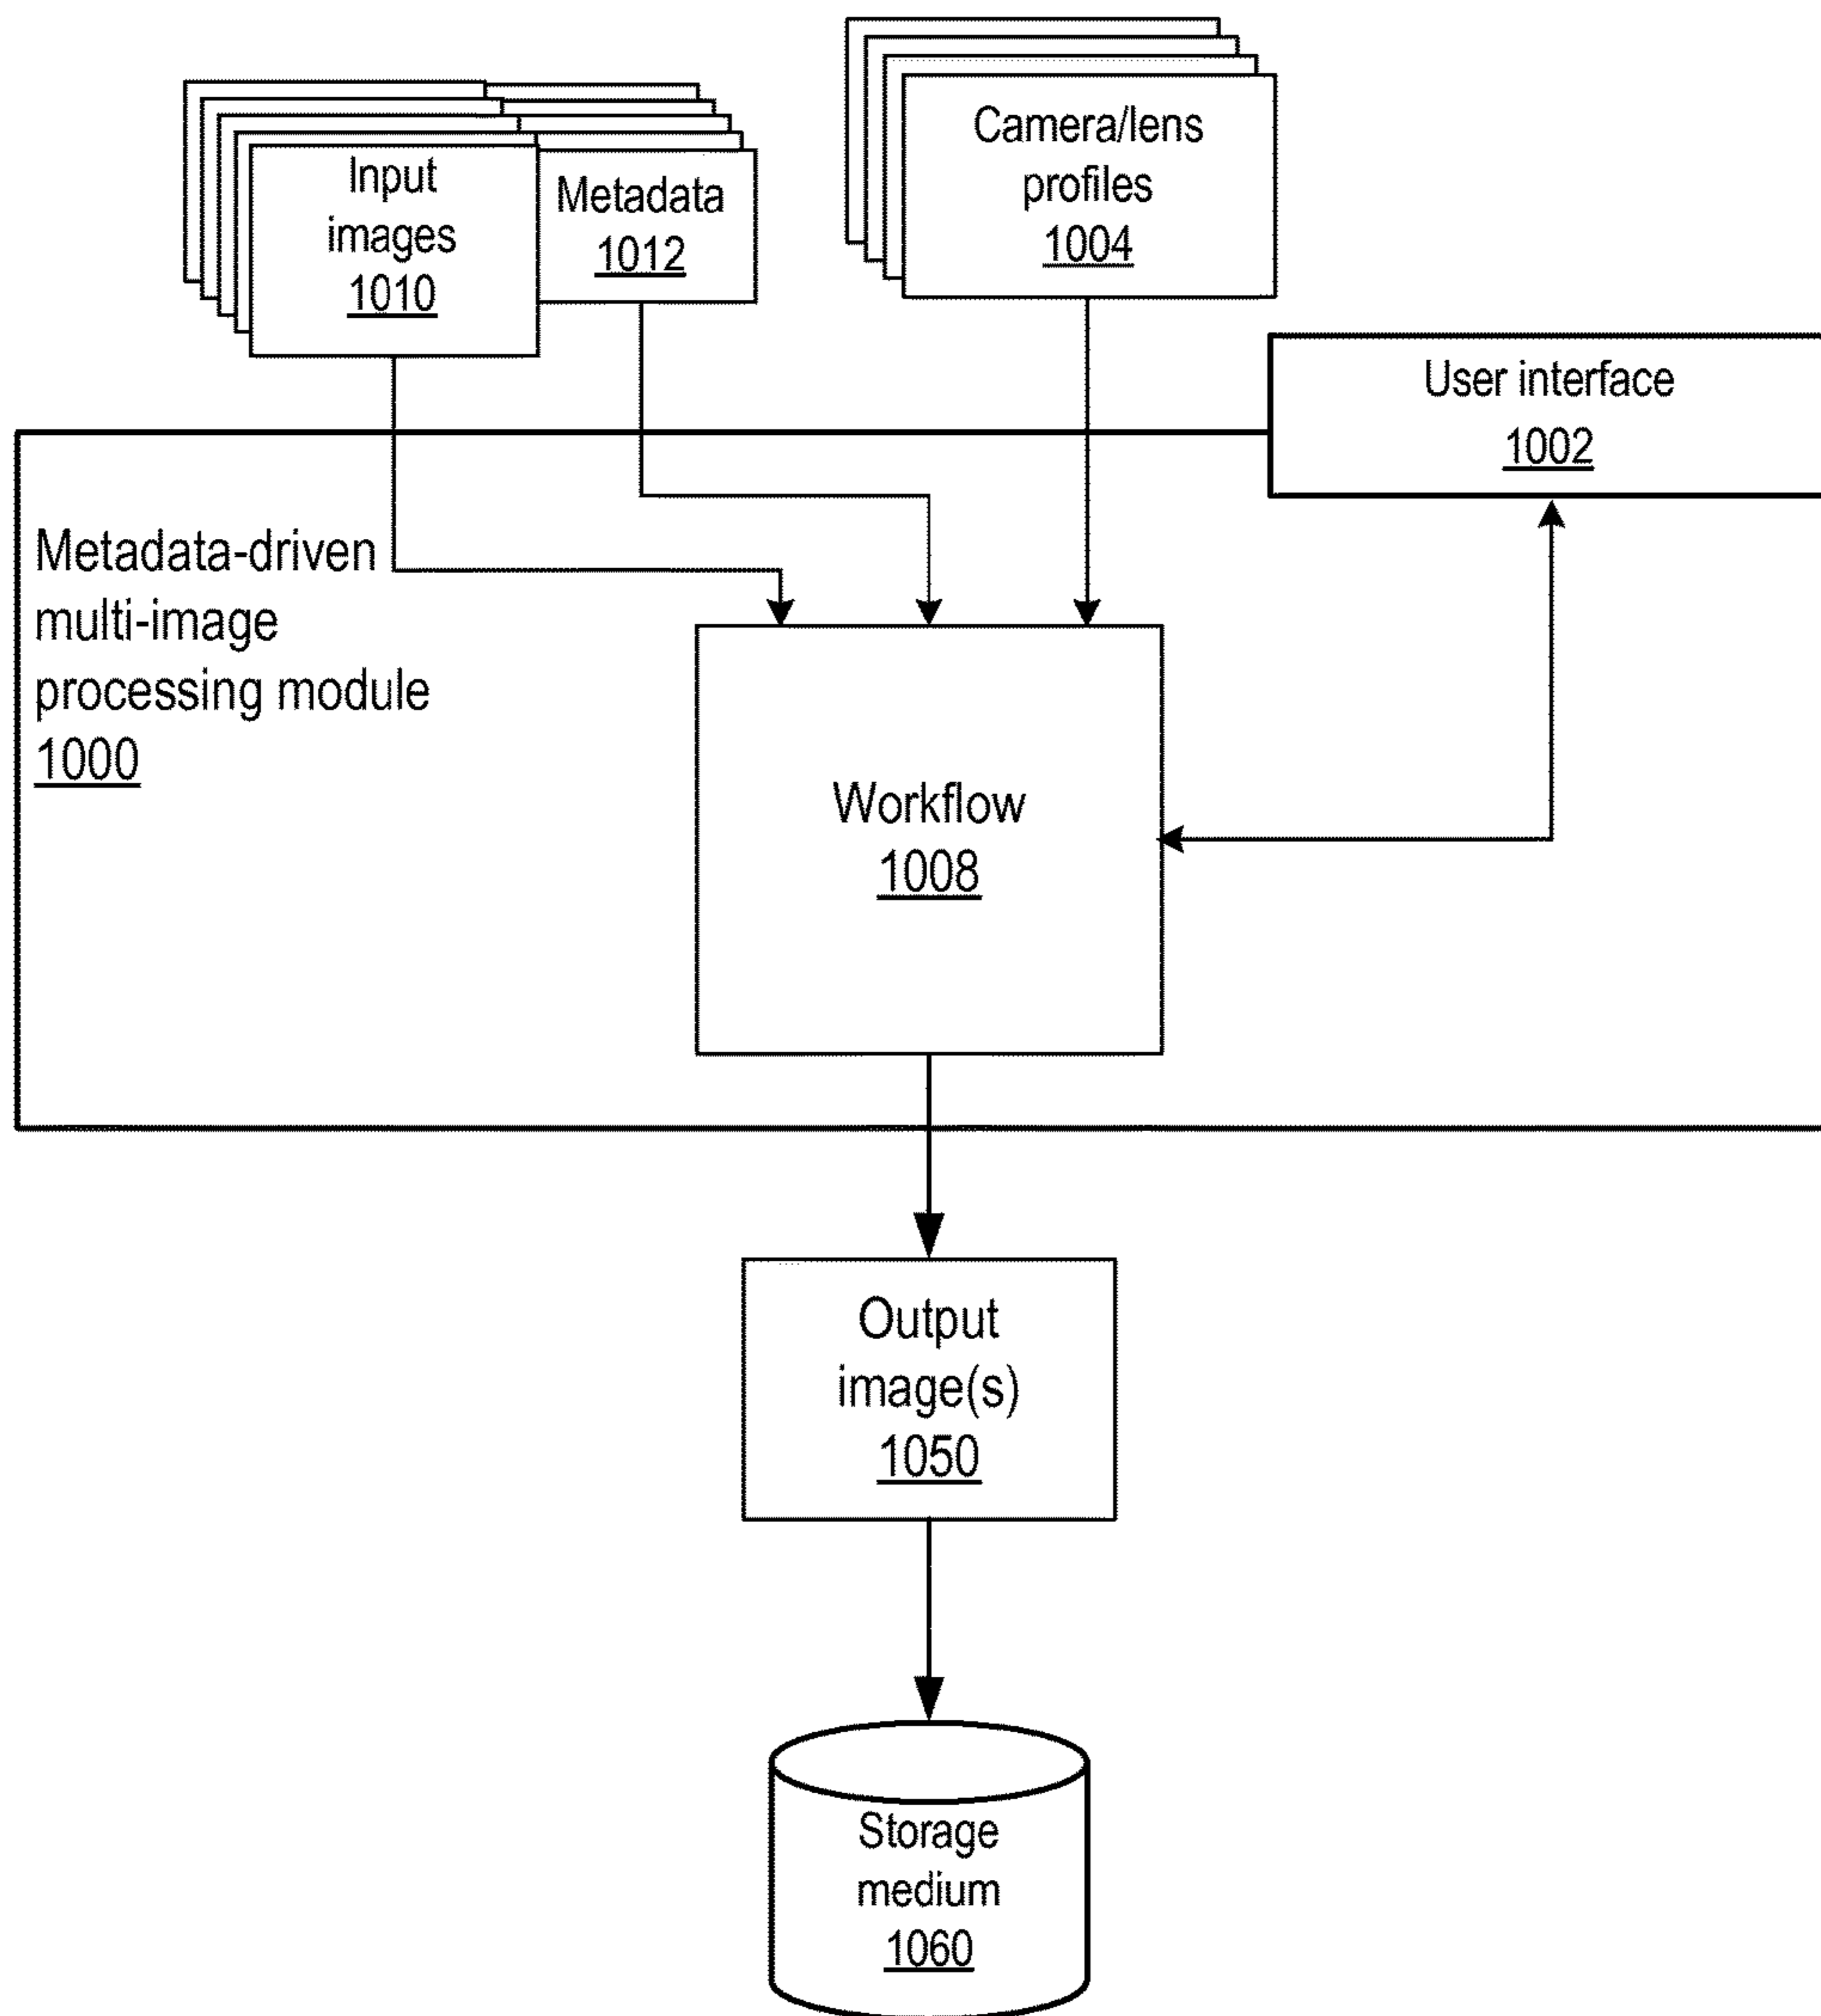 Input
images
1010
Metadata
1012
Camera/lens
profiles
1004
User interface
1002
Metadata-driven
multi-image
processing module
1000
Workflow
1008
Output
image(s)
1050
Storage
medium
1060